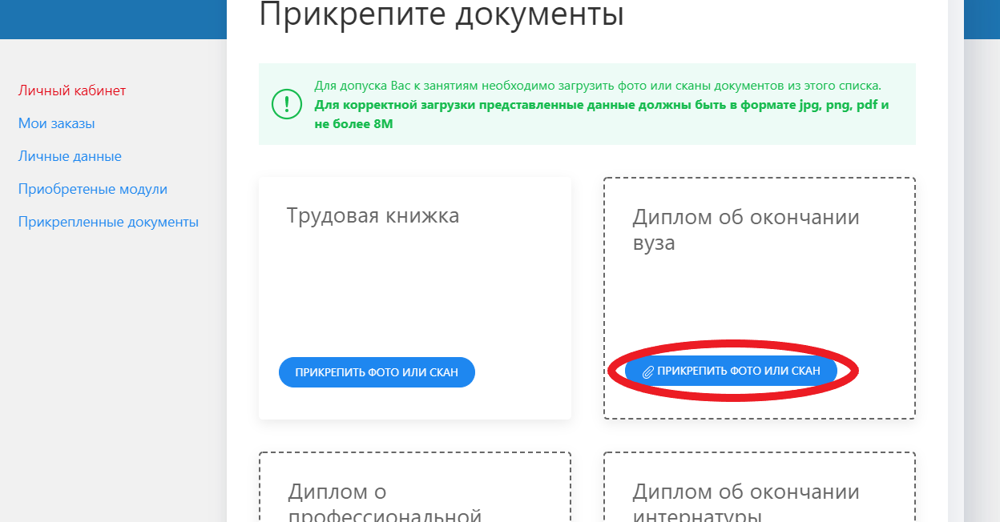 Прикрепите документы
Личный кабинет
Мои заказы
Личные данные
Приобретеные модули
Прикрепленные документы
Для допуска Вас к занятиям необходимо загрузить фото или сканы документов из этого списка.
Для корректной загрузки представленные данные должны быть в формате jpg, png, pdf и
не более 8М
Трудовая книжка
ПРИКРЕПИТЬ ФОТО ИЛИ СКАН
Диплом об окончании
вуза
ПРИКРЕПИТЬ ФОТО ИЛИ СКАН
Диплом о
профессиональной
Диплом об окончании
интернатуры